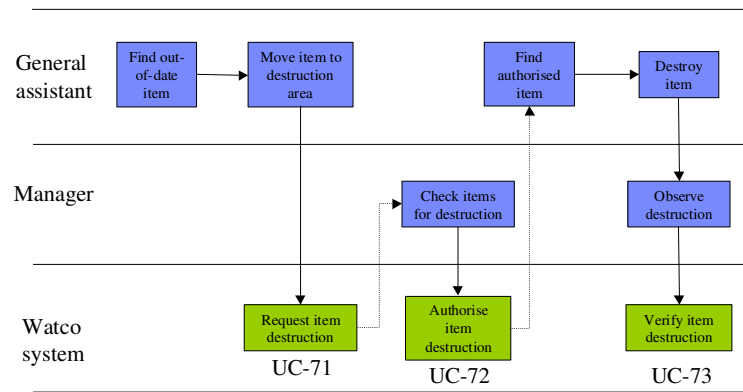 General
assistant
Find out-
of-date
item
Move item to
destruction
area
Find
authorised
item
Destroy
item
Manager
Check items
for destruction
Observe
destruction
Watco
system
Request item
destruction
UC-71
Authorise
item
destruction
UC-72
Verify item
destruction
UC-73